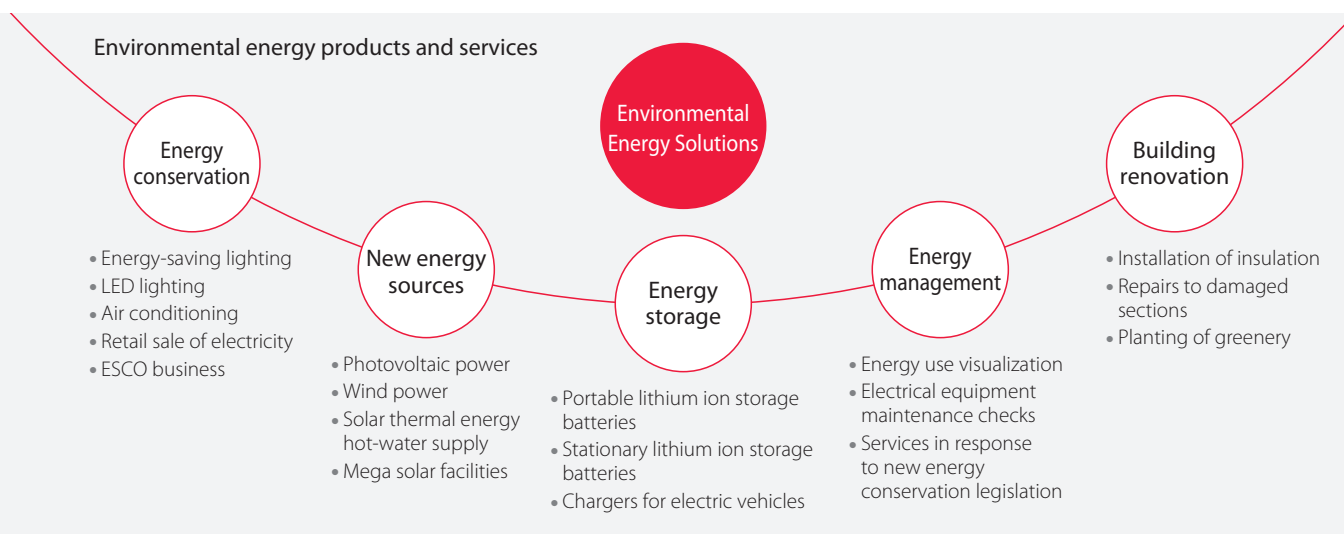 Environmental energy products and services
Environmental
Energy Solutions
Energy
conservation
• Energy-saving lighting
• LED lighting
• Air conditioning
• Retail sale of electricity
• ESCO business
New energy
sources
• Photovoltaic power
• Wind power
• Solar thermal energy
hot-water supply
• Mega solar facilities
Energy
storage
• Portable lithium ion storage
batteries
• Stationary lithium ion storage
batteries
• Chargers for electric vehicles
Energy
management
• Energy use visualization
• Electrical equipment
maintenance checks
• Services in response
to new energy
conservation legislation
Building
renovation
• Installation of insulation
• Repairs to damaged
sections
• Planting of greenery